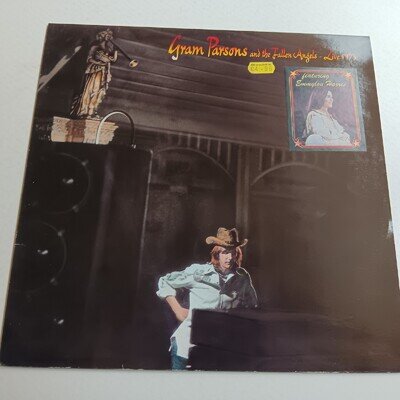 Gram Parsons and the Fallen Angels - Live 1973
featuring
Emmylou Harris